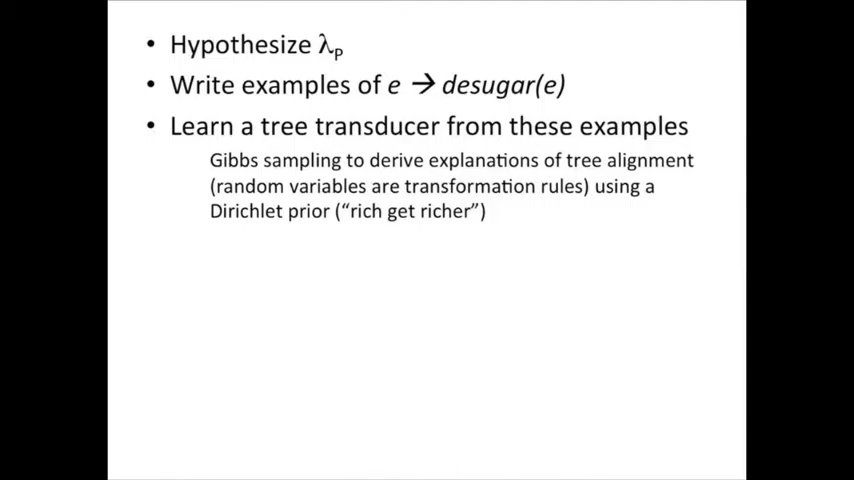 • Hypothesize λP
• Write examples of e → desugar(e)
• Learn a tree transducer from these examples
Gibbs sampling to derive explanations of tree alignment
(random variables are transformation rules) using a
Dirichlet prior (“rich get richer”)